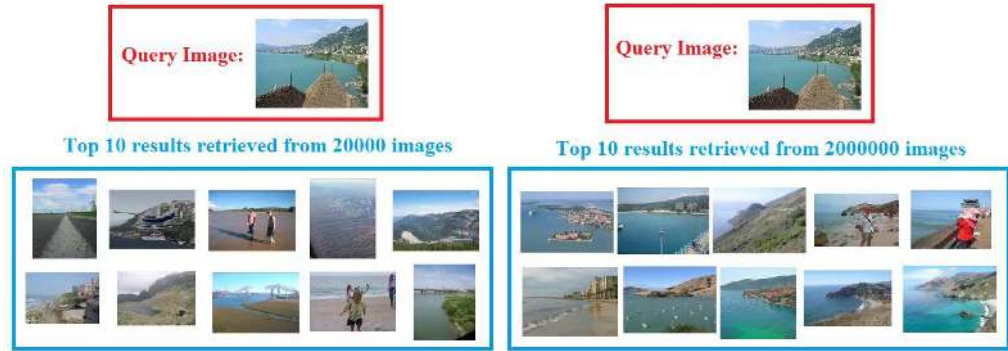 Query Image:
Query Image:
Top 10 results retrieved from 20000 images
Top 10 results retrieved from 2000000 images